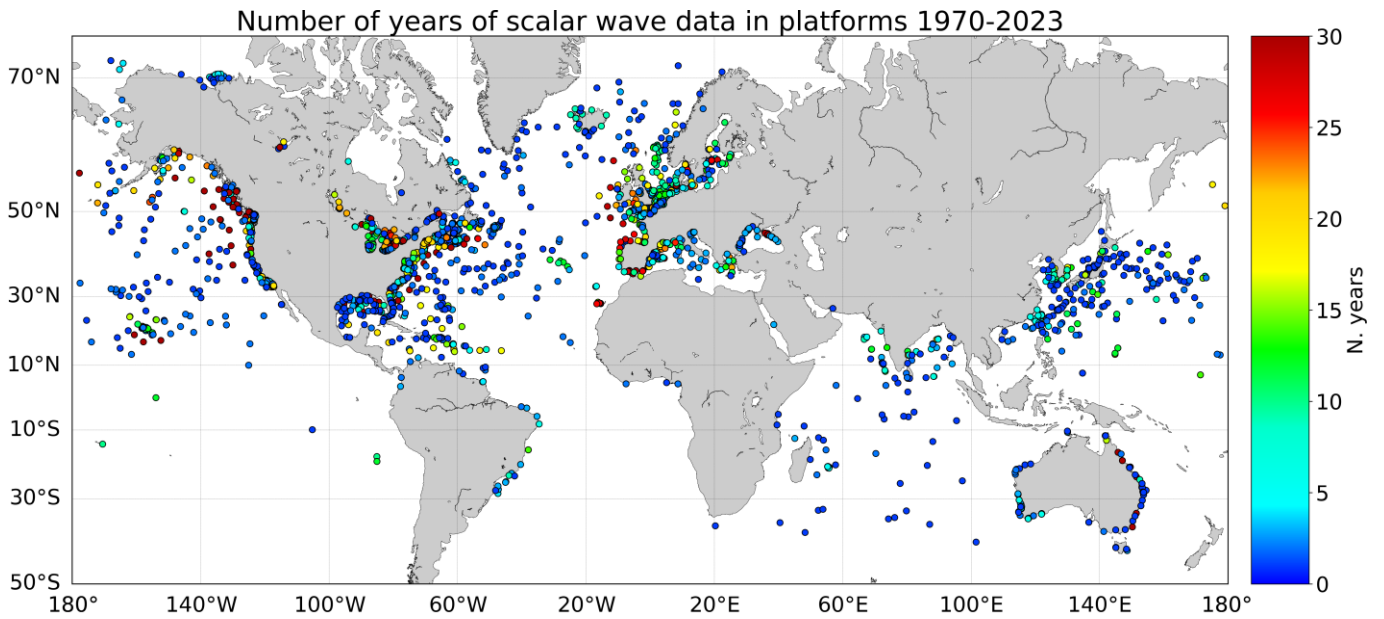 Number of years of scalar wave data in platforms 1970-2023
70°N
50°N
30°N
10°N
10°S
30°S
50°S
180° 140°W 100°W 60°W 20°W 20°E 60°E 100°E 140°E 180°
30
25
20
15
10
5
0
N. years